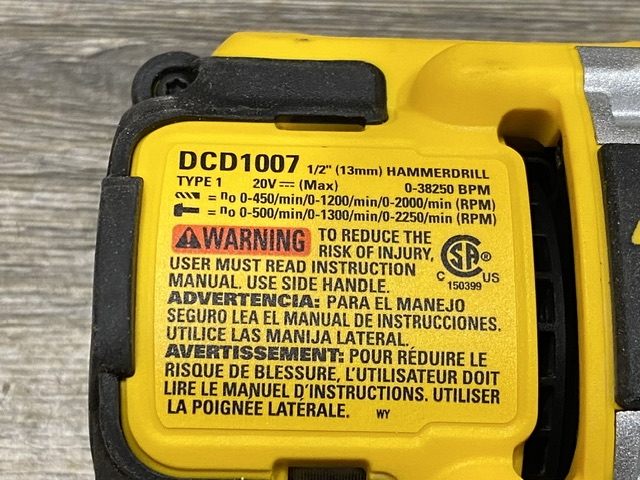 DCD1007 1/2" (13mm) HAMMERDRILL
TYPE 1 20V ⎓ (Max) 0-38250 BPM
= n₀ 0-450/min/0-1200/min/0-2000/min (RPM)
= n₀ 0-500/min/0-1300/min/0-2250/min (RPM)
WARNING TO REDUCE THE
RISK OF INJURY,
USER MUST READ INSTRUCTION
MANUAL. USE SIDE HANDLE.
CSA®
C US
150399
ADVERTENCIA: PARA EL MANEJO
SEGURO LEA EL MANUAL DE INSTRUCCIONES.
UTILICE LAS MANIJA LATERAL.
AVERTISSEMENT: POUR RÉDUIRE LE
RISQUE DE BLESSURE, L'UTILISATEUR DOIT
LIRE LE MANUEL D'INSTRUCTIONS. UTILISER
LA POIGNÉE LATÉRALE. WY